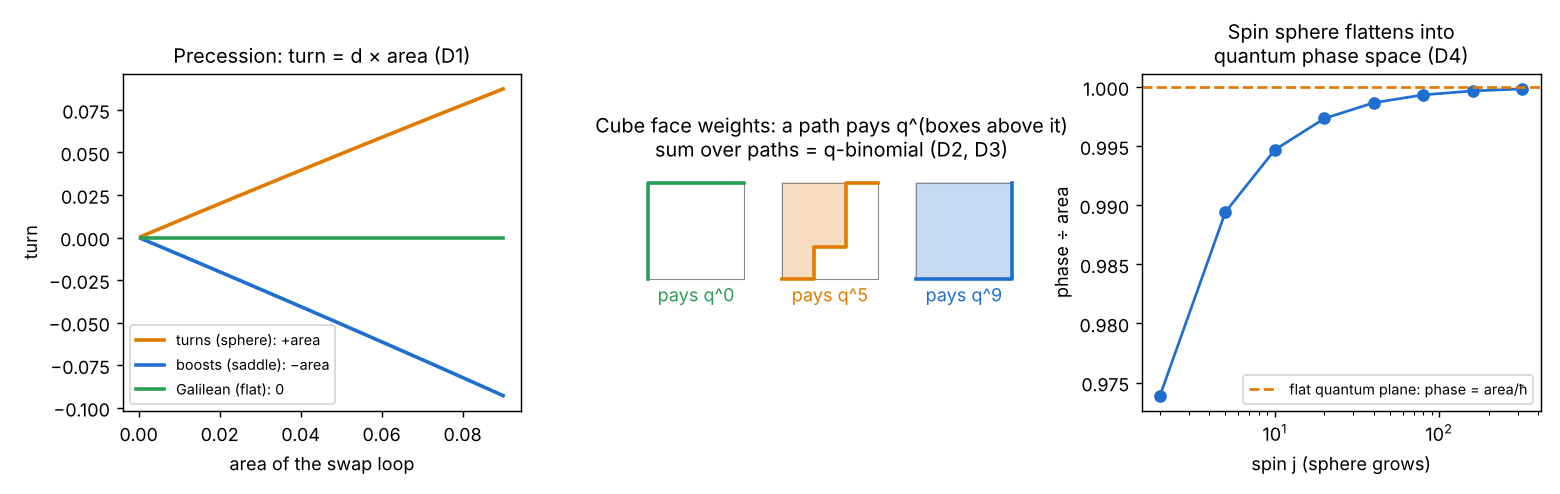 Precession: turn = d × area (D1)
turn
0.075
0.050
0.025
0.000
−0.025
−0.050
−0.075
−0.100
turns (sphere): +area
boosts (saddle): −area
Galilean (flat): 0
0.00 0.02 0.04 0.06 0.08
area of the swap loop
Cube face weights: a path pays q^(boxes above it)
sum over paths = q-binomial (D2, D3)
pays q^0 pays q^5 pays q^9
Spin sphere flattens into
quantum phase space (D4)
phase ÷ area
1.000
0.995
0.990
0.985
0.980
0.975
flat quantum plane: phase = area/ħ
10¹ 10²
spin j (sphere grows)